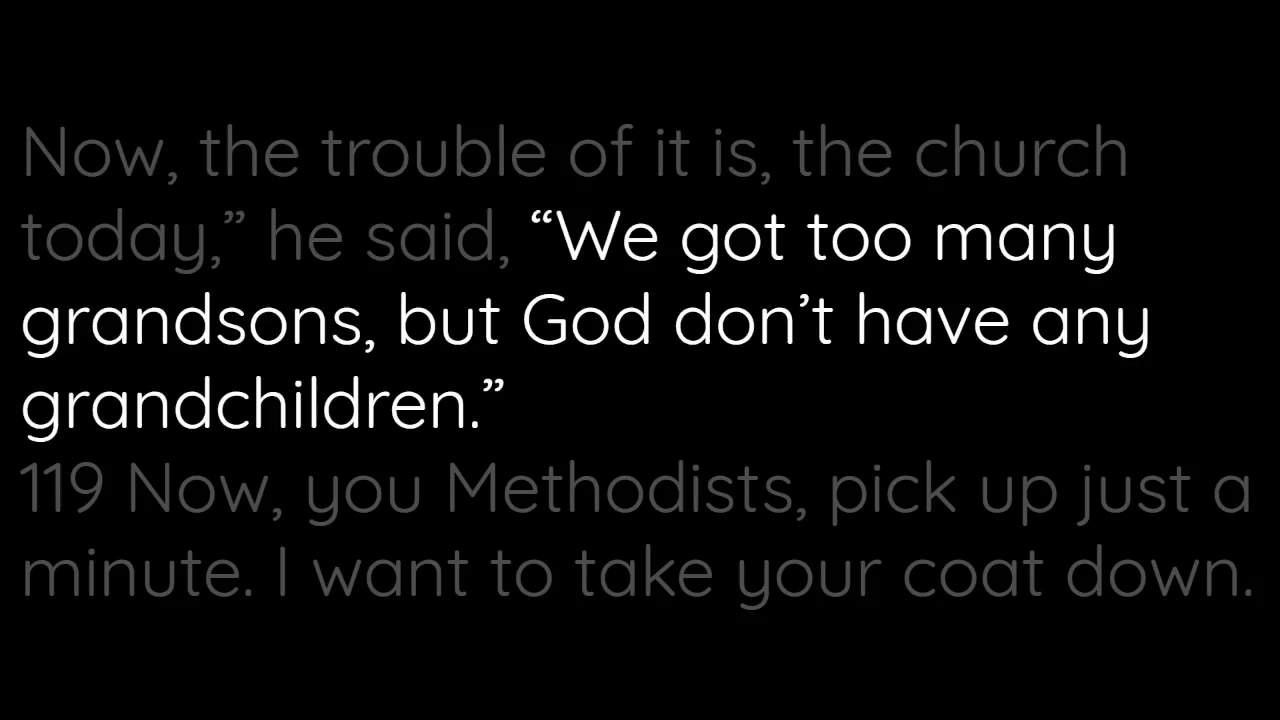 Now, the trouble of it is, the church
today,” he said, “We got too many
grandsons, but God don’t have any
grandchildren.”
119 Now, you Methodists, pick up just a
minute. I want to take your coat down.